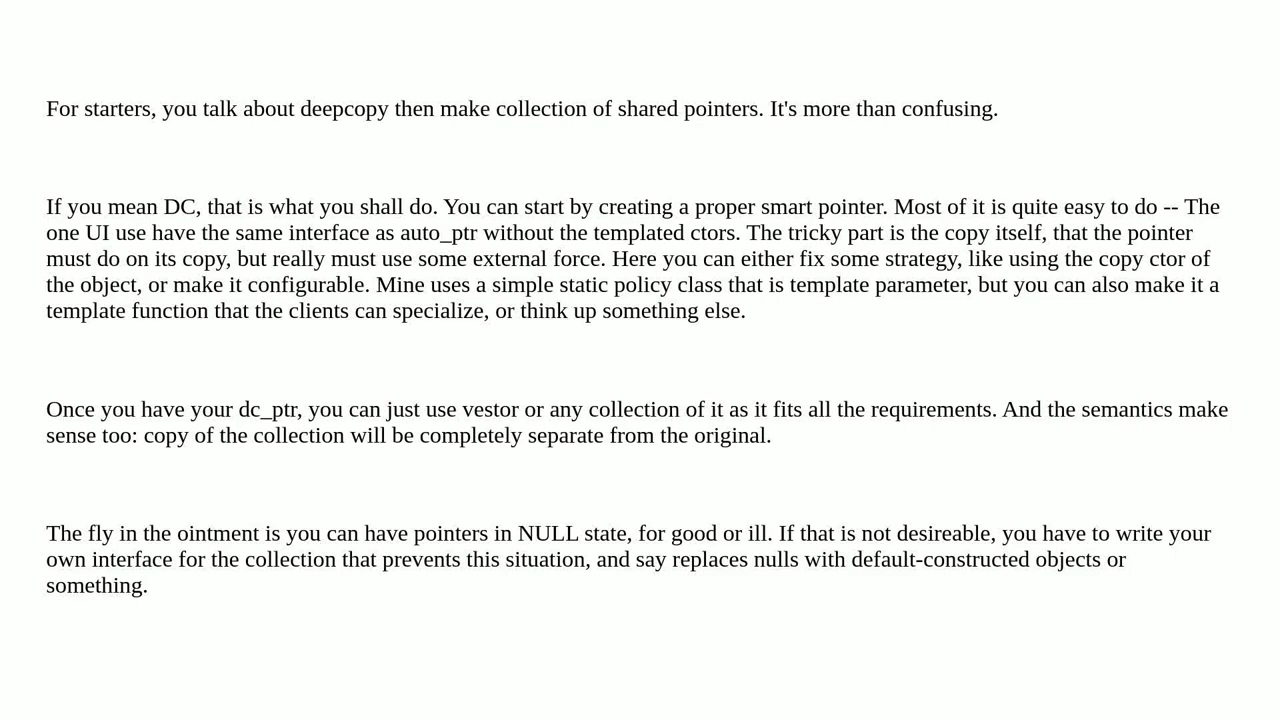 For starters, you talk about deepcopy then make collection of shared pointers. It's more than confusing.
If you mean DC, that is what you shall do. You can start by creating a proper smart pointer. Most of it is quite easy to do -- The
one UI use have the same interface as auto_ptr without the templated ctors. The tricky part is the copy itself, that the pointer
must do on its copy, but really must use some external force. Here you can either fix some strategy, like using the copy ctor of
the object, or make it configurable. Mine uses a simple static policy class that is template parameter, but you can also make it a
template function that the clients can specialize, or think up something else.
Once you have your dc_ptr, you can just use vestor or any collection of it as it fits all the requirements. And the semantics make
sense too: copy of the collection will be completely separate from the original.
The fly in the ointment is you can have pointers in NULL state, for good or ill. If that is not desireable, you have to write your
own interface for the collection that prevents this situation, and say replaces nulls with default-constructed objects or
something.